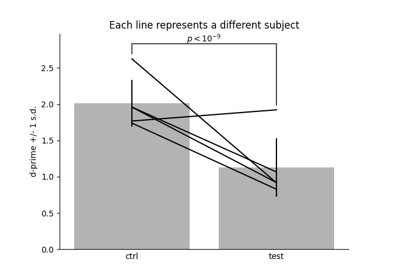 Each line represents a different subject
p < 10⁻⁹
d-prime +/- 1 s.d.
2.5
2.0
1.5
1.0
0.5
0.0
ctrl test